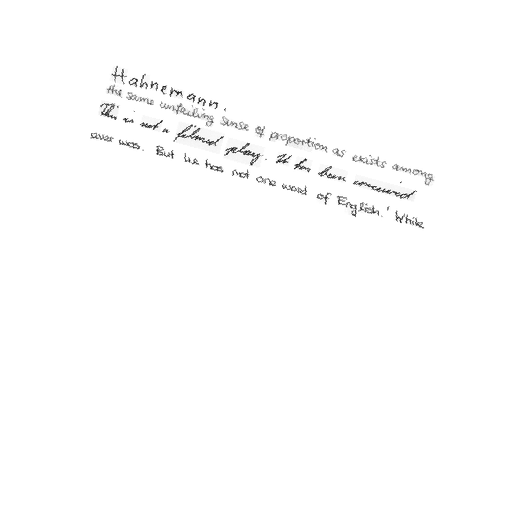 Hahnemann.
the same unfailing sense of proportion as exists among
This is not a filmed play. It has been conceived
ever was. But he has not one word of English.' While